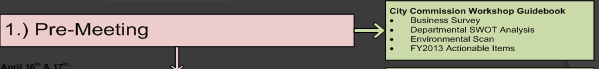 City Commission Workshop Guidebook
• Business Survey
1.) Pre-Meeting
• Departmental SWOT Analysis
• Environmental Scan
• FY2013 Actionable Items
April 16th & 17th: